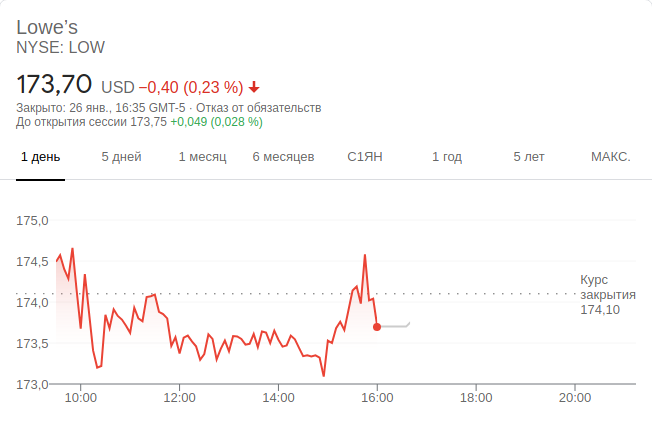 Lowe's
NYSE: LOW
173,70 USD −0,40 (0,23 %)
Закрыто: 26 янв., 16:35 GMT-5 · Отказ от обязательств
До открытия сессии 173,75 +0,049 (0,028 %)
1 день 5 дней 1 месяц 6 месяцев С1ЯН 1 год 5 лет МАКС.
175,0
174,5
174,0
173,5
173,0
Курс
закрытия
174,10
10:00 12:00 14:00 16:00 18:00 20:00